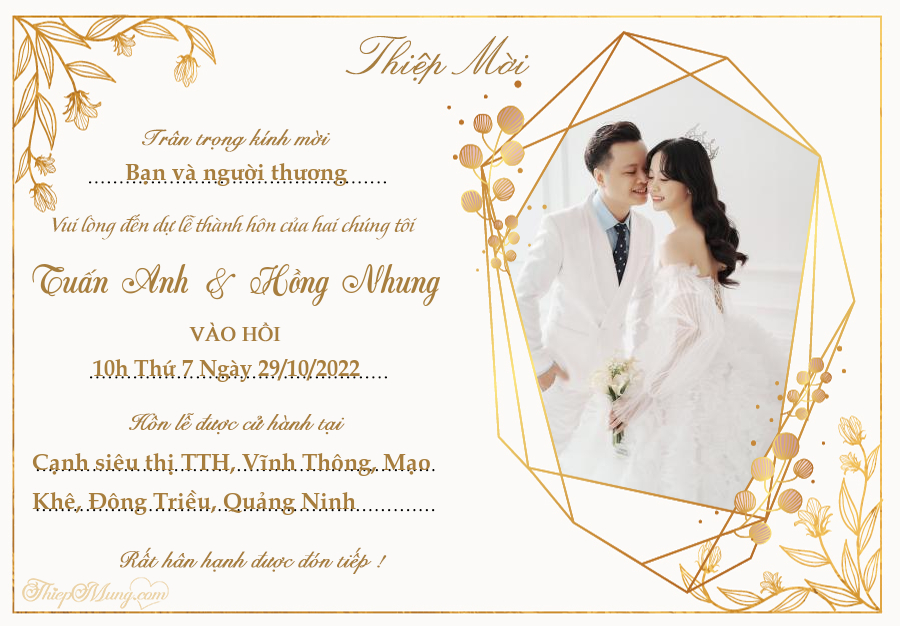 Thiệp Mời
Trân trọng kính mời
Bạn và người thương
Vui lòng đến dự lễ thành hôn của hai chúng tôi
Tuấn Anh & Hồng Nhung
VÀO HỒI
10h Thứ 7 Ngày 29/10/2022
Hôn lễ được cử hành tại
Cạnh siêu thị TTH, Vĩnh Thông, Mạo
Khê, Đông Triều, Quảng Ninh
Rất hân hạnh được đón tiếp !
ThiepMung.com